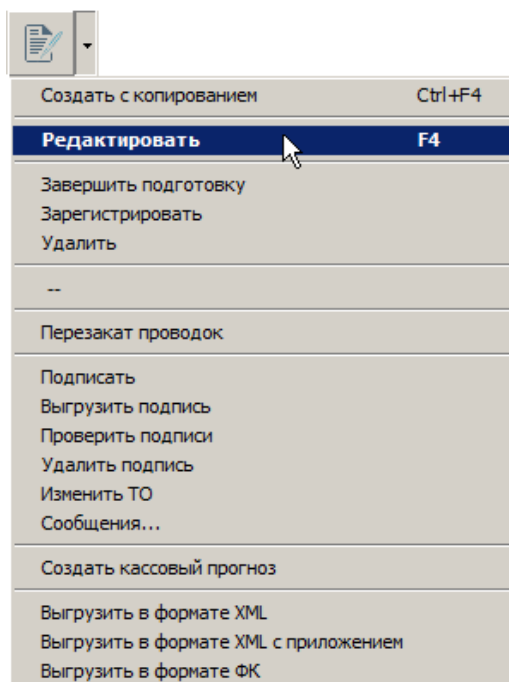 Создать с копированием Ctrl+F4
Редактировать F4
Завершить подготовку
Зарегистрировать
Удалить
--
Перезакат проводок
Подписать
Выгрузить подпись
Проверить подписи
Удалить подпись
Изменить ТО
Сообщения...
Создать кассовый прогноз
Выгрузить в формате XML
Выгрузить в формате XML с приложением
Выгрузить в формате ФК